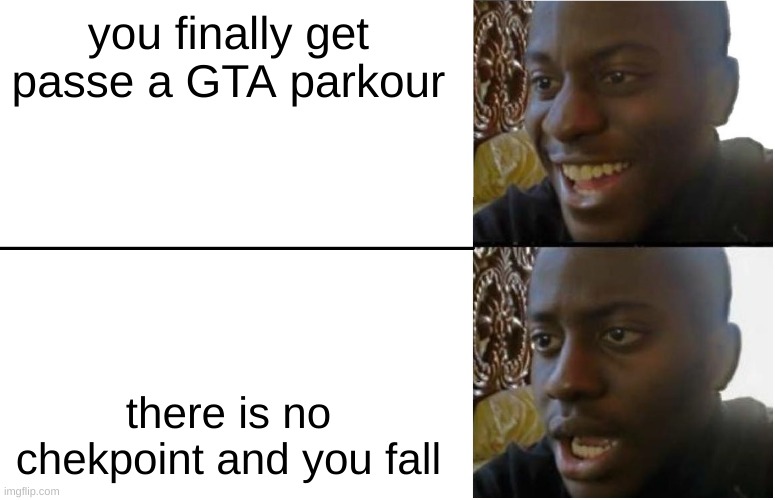 you finally get
passe a GTA parkour
there is no
chekpoint and you fall
imgflip.com